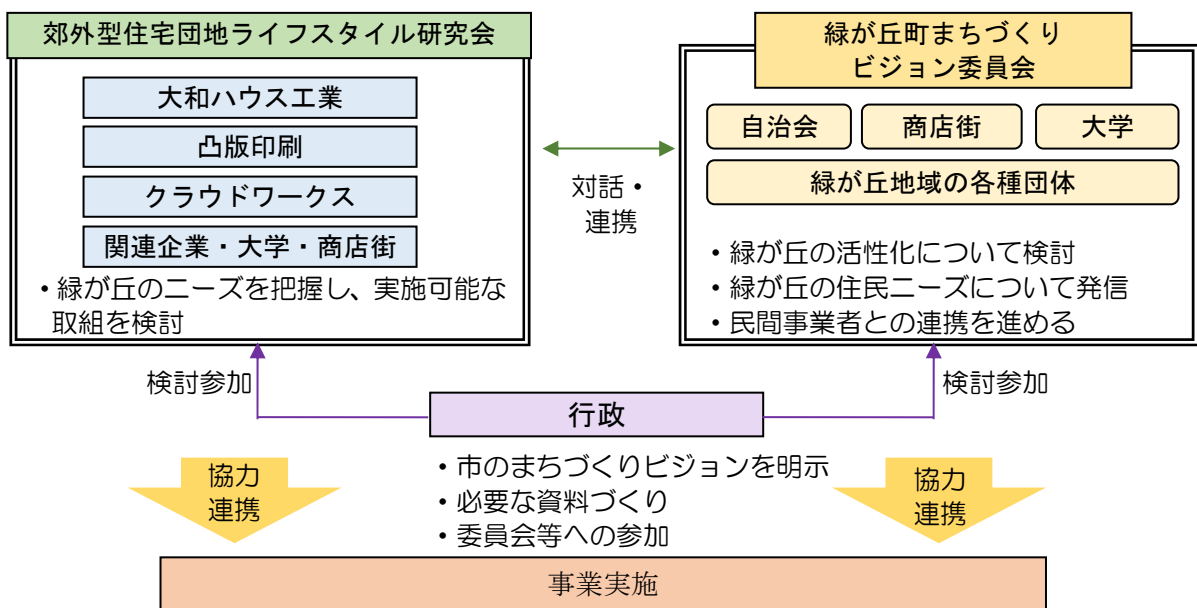 郊外型住宅団地ライフスタイル研究会
大和ハウス工業
凸版印刷
クラウドワークス
関連企業・大学・商店街
・緑が丘のニーズを把握し、実施可能な
取組を検討
対話・
連携
緑が丘町まちづくり
ビジョン委員会
自治会
商店街
大学
緑が丘地域の各種団体
・緑が丘の活性化について検討
・緑が丘の住民ニーズについて発信
・民間事業者との連携を進める
検討参加
検討参加
行政
・市のまちづくりビジョンを明示
・必要な資料づくり
・委員会等への参加
協力
連携
協力
連携
事業実施